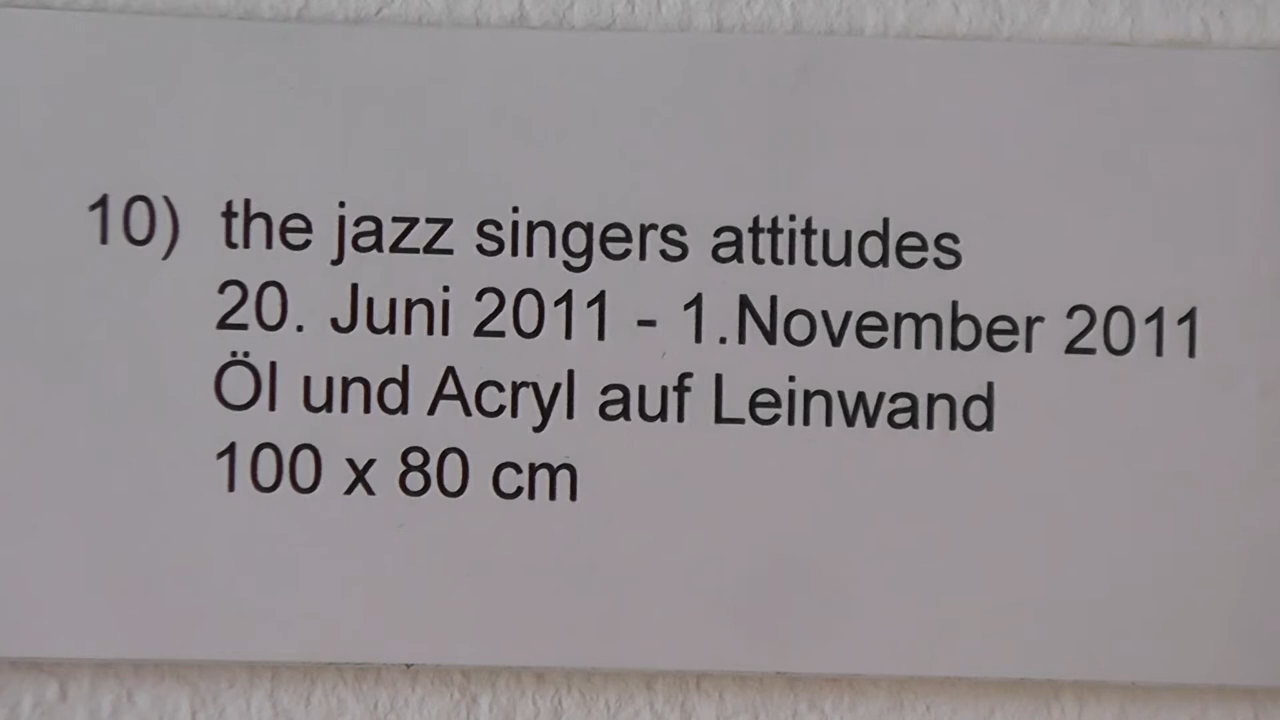 10) the jazz singers attitudes
20. Juni 2011 - 1.November 2011
Öl und Acryl auf Leinwand
100 x 80 cm